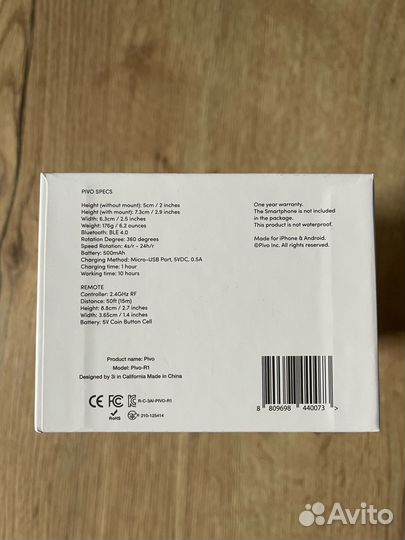 PIVO SPECS
Height (without mount): 5cm / 2 inches
Height (with mount): 7.3cm / 2.9 inches
Width: 6.3cm / 2.5 inches
Weight: 176g / 6.2 ounces
Bluetooth: BLE 4.0
Rotation Degree: 360 degrees
Speed Rotation: 4s/r - 24h/r
Battery: 500mAh
Charging Method: Micro-USB Port, 5VDC, 0.5A
Charging time: 1 hour
Working time: 10 hours
REMOTE
Controller: 2.4GHz RF
Distance: 50ft (15m)
Height: 8.8cm / 2.7 inches
Width: 3.65cm / 1.4 inches
Battery: 5V Coin Button Cell
One year warranty.
The Smartphone is not included
in the package.
This product is not waterproof.
Made for iPhone & Android.
©Pivo Inc. All rights reserved.
Product name: Pivo
Model: Pivo-R1
Designed by 3i in California Made in China
CE FC R-C-3AI-PIVO-R1
RoHS 210-125414
8 809698 440073 >
Avito